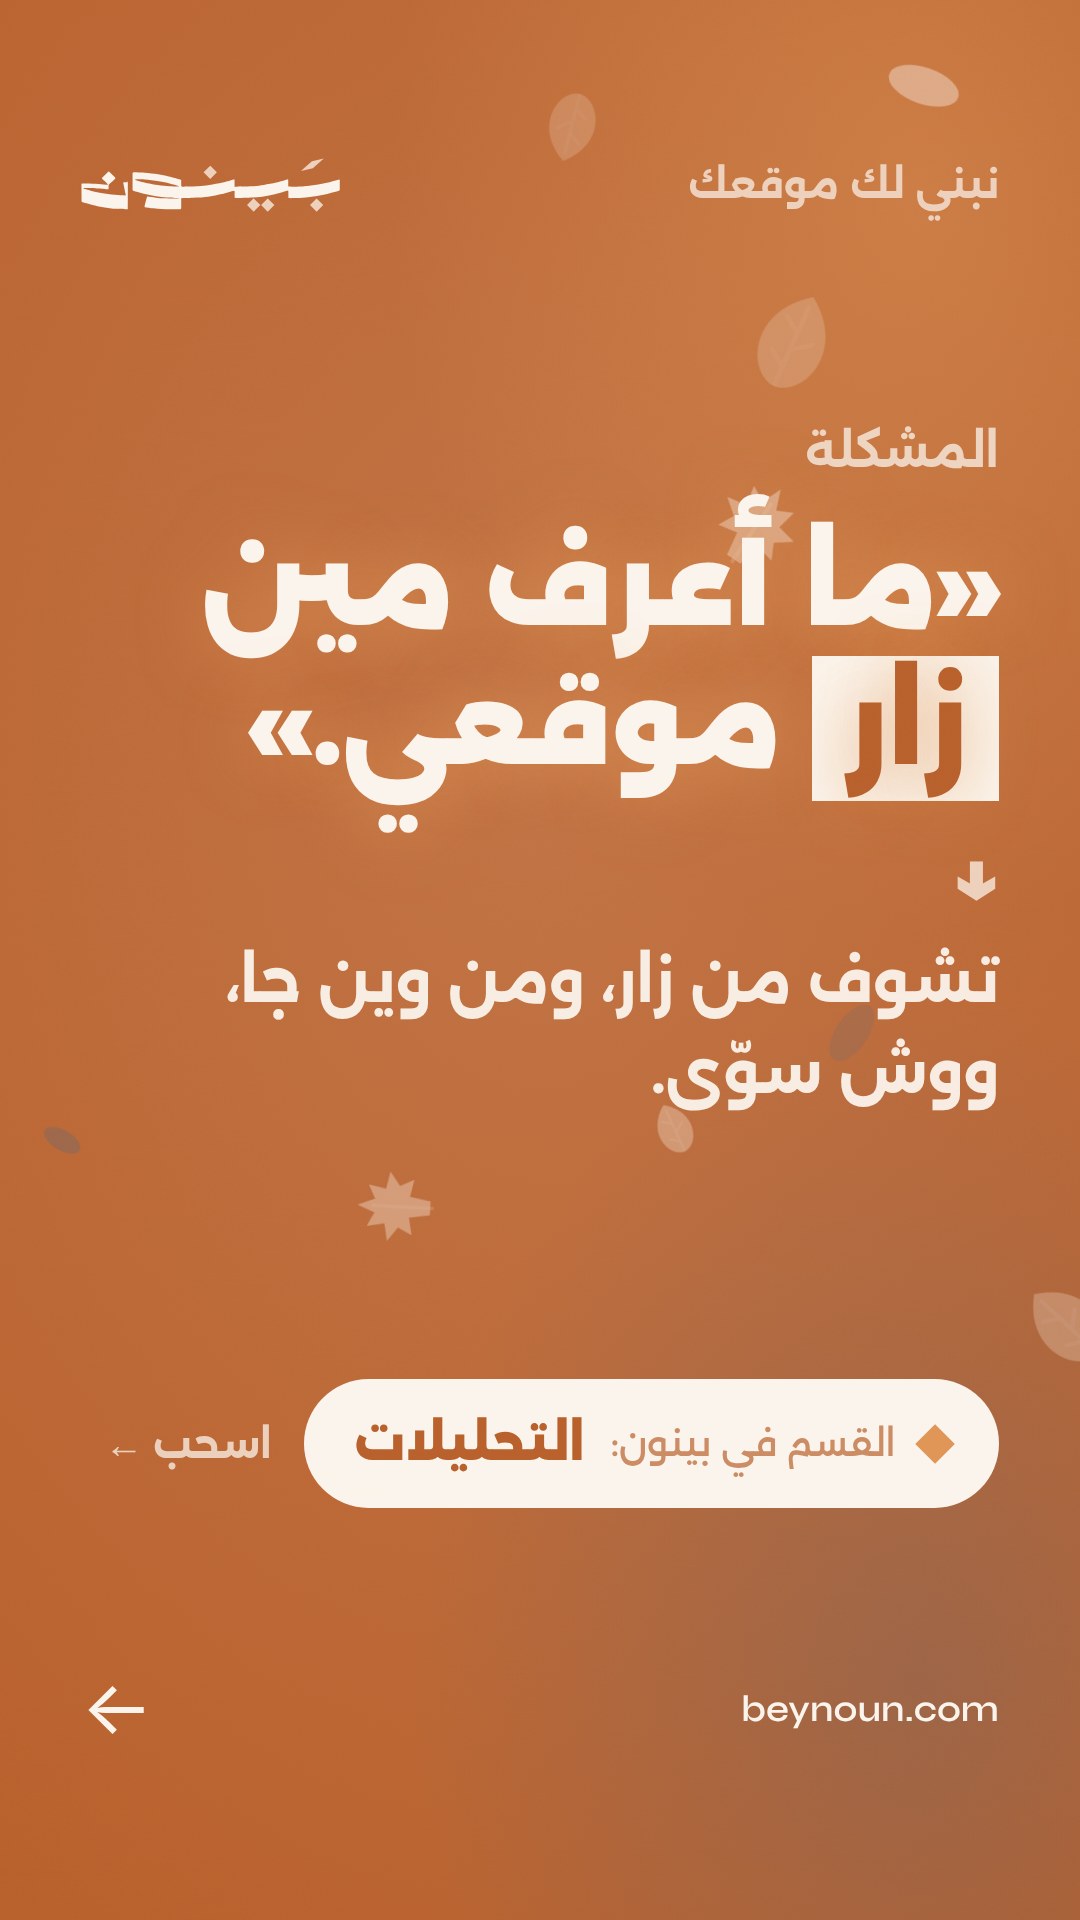 نبني لك موقعك
بَينون
المشكلة
«ما أعرف مين
زار موقعي.»
↓
تشوف من زار، ومن وين جا،
ووش سوّى.
القسم في بينون: التحليلات
اسحب ←
beynoun.com
←